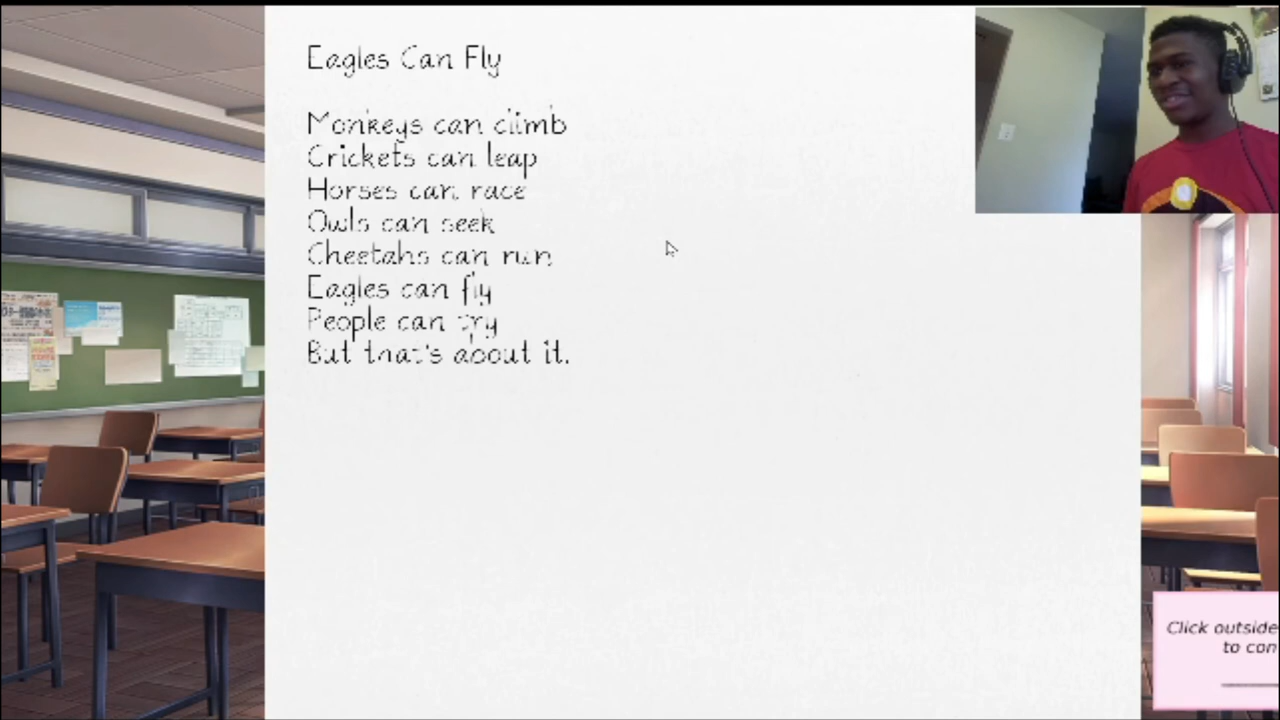 Eagles Can Fly
Monkeys can climb
Crickets can leap
Horses can race
Owls can seek
Cheetahs can run
Eagles can fly
People can try
But that's about it.
Click outside
to con